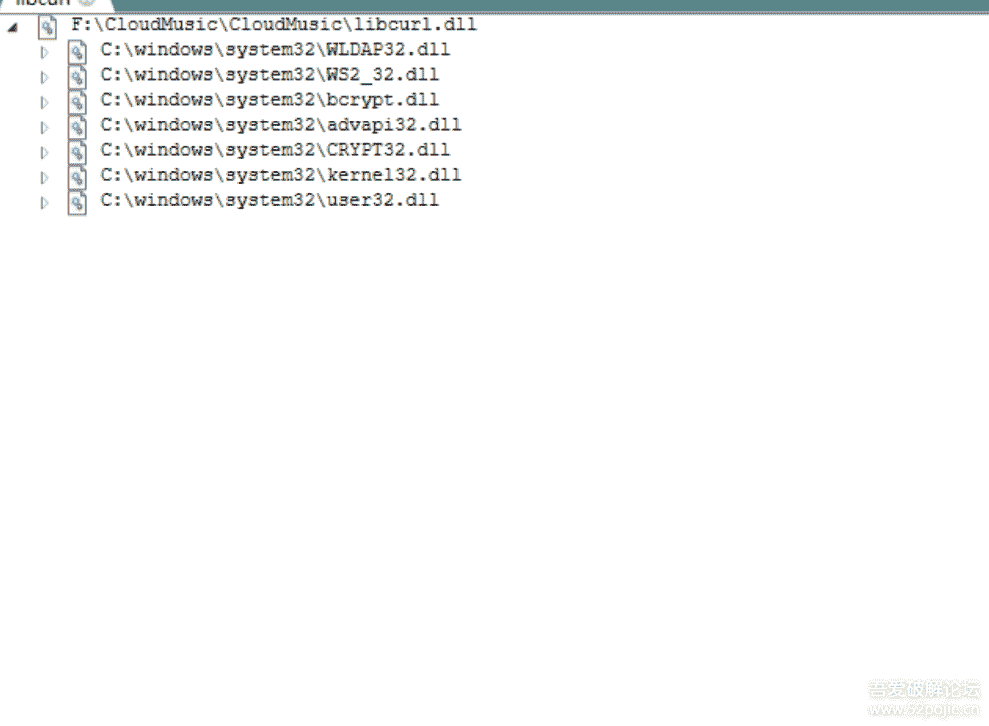 libcurl
F:\CloudMusic\CloudMusic\libcurl.dll
C:\windows\system32\WLDAP32.dll
C:\windows\system32\WS2_32.dll
C:\windows\system32\bcrypt.dll
C:\windows\system32\advapi32.dll
C:\windows\system32\CRYPT32.dll
C:\windows\system32\kernel32.dll
C:\windows\system32\user32.dll
吾爱破解论坛
www.52pojie.cn